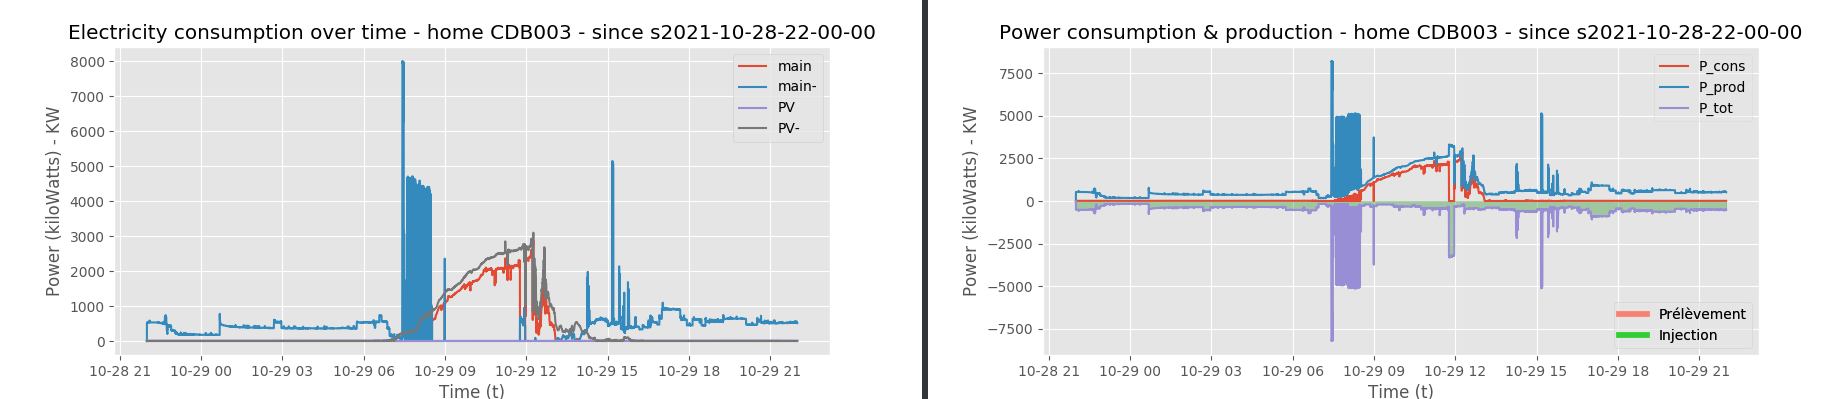 Electricity consumption over time - home CDB003 - since s2021-10-28-22-00-00
Power (kiloWatts) - KW
8000
7000
6000
5000
4000
3000
2000
1000
0
main
main-
PV
PV-
10-28 21 10-29 00 10-29 03 10-29 06 10-29 09 10-29 12 10-29 15 10-29 18 10-29 21
Time (t)
Power consumption & production - home CDB003 - since s2021-10-28-22-00-00
Power (kiloWatts) - KW
7500
5000
2500
0
−2500
−5000
−7500
P_cons
P_prod
P_tot
Prélèvement
Injection
10-28 21 10-29 00 10-29 03 10-29 06 10-29 09 10-29 12 10-29 15 10-29 18 10-29 21
Time (t)